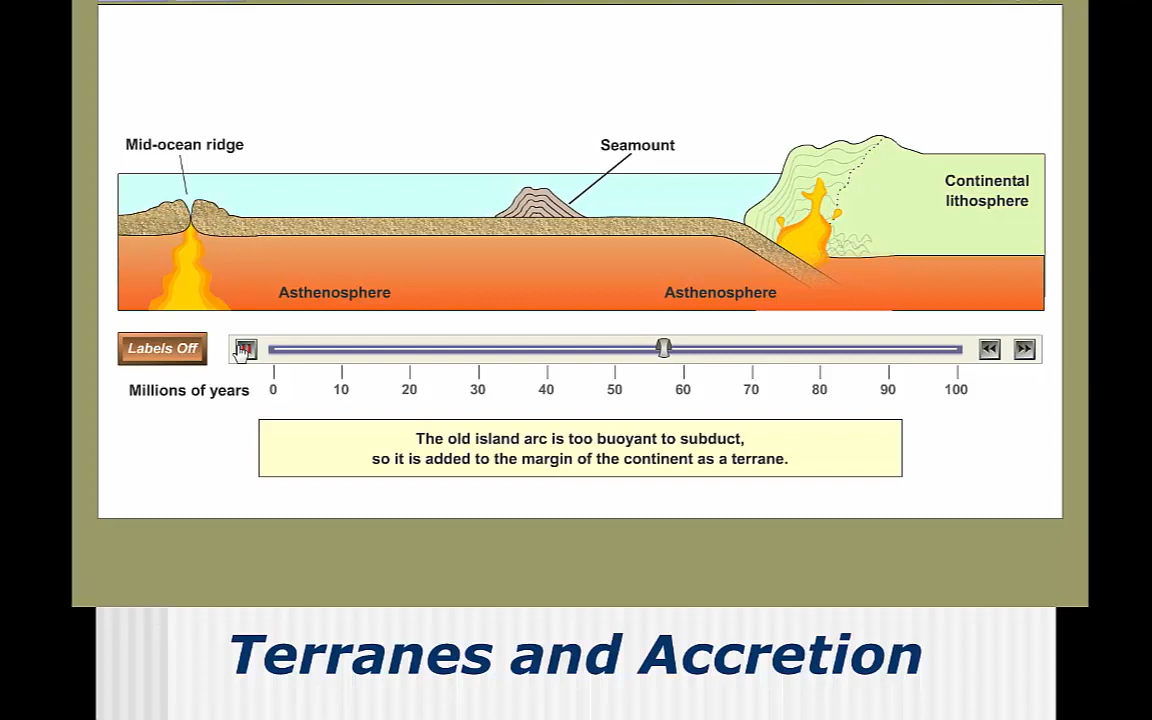 Mid-ocean ridge
Seamount
Continental
lithosphere
Asthenosphere
Asthenosphere
Labels Off
Millions of years
0 10 20 30 40 50 60 70 80 90 100
The old island arc is too buoyant to subduct,
so it is added to the margin of the continent as a terrane.
Terranes and Accretion